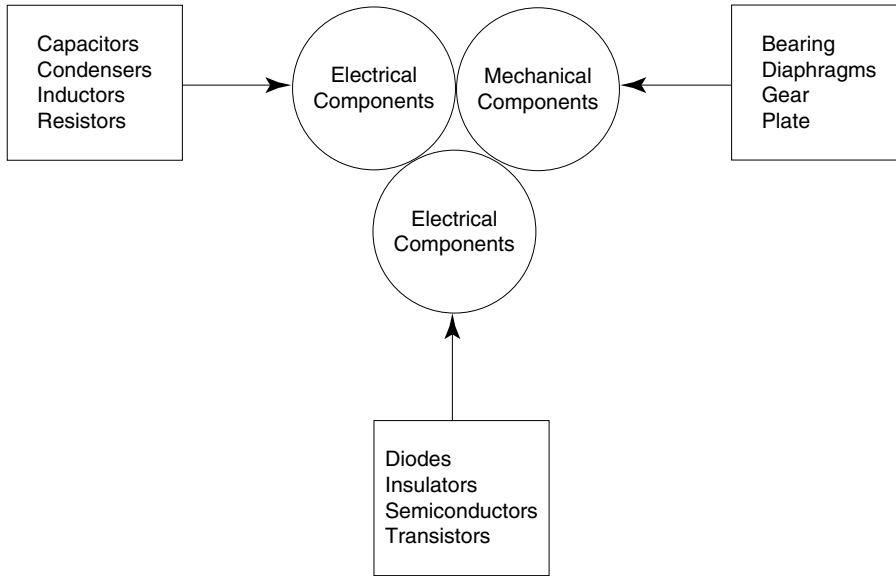 Capacitors
Condensers
Inductors
Resistors
Electrical
Components
Mechanical
Components
Bearing
Diaphragms
Gear
Plate
Electrical
Components
Diodes
Insulators
Semiconductors
Transistors